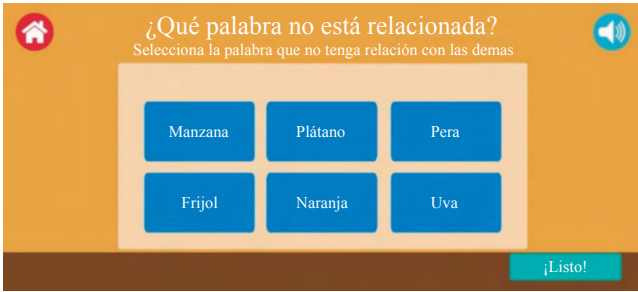 ¿Qué palabra no está relacionada?
Selecciona la palabra que no tenga relación con las demas
Manzana Plátano Pera
Frijol Naranja Uva
¡Listo!